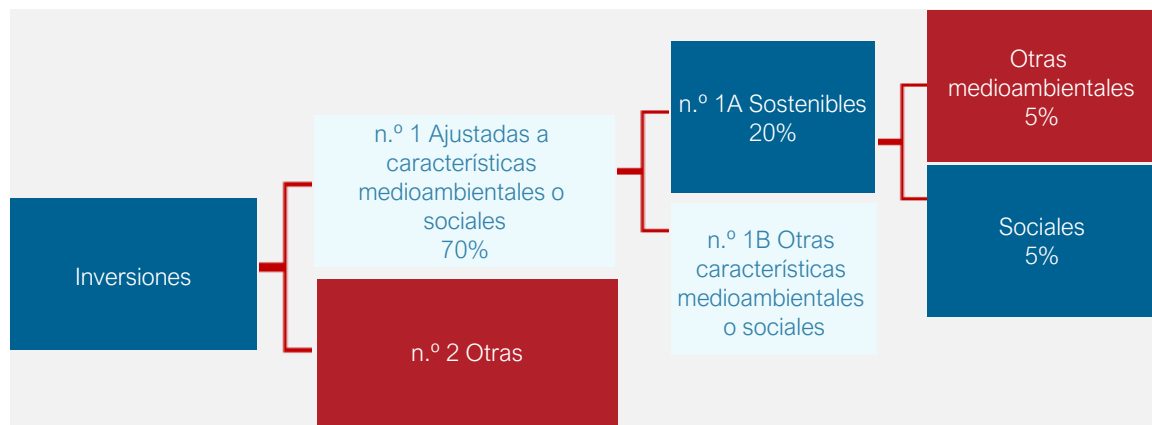 Inversiones
n.º 1 Ajustadas a
características
medioambientales o
sociales
70%
n.º 2 Otras
n.º 1A Sostenibles
20%
n.º 1B Otras
características
medioambientales
o sociales
Otras
medioambientales
5%
Sociales
5%